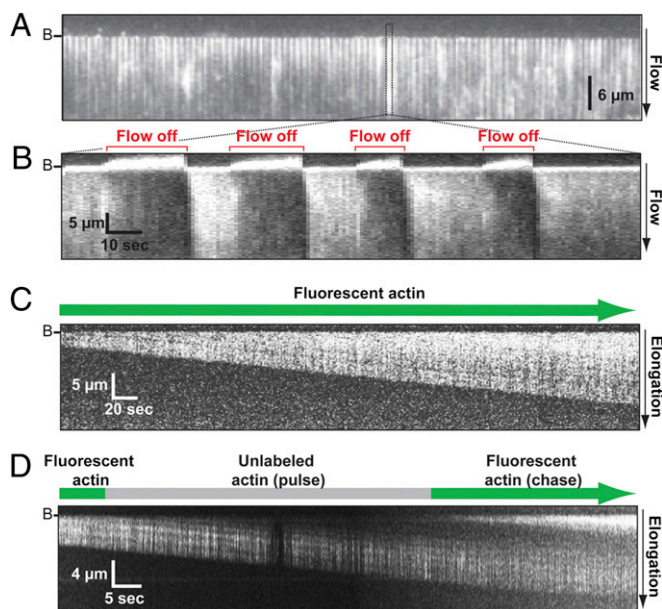 A
B
6 µm
Flow
Flow off Flow off Flow off Flow off
B
B
5 µm
10 sec
Flow
C
Fluorescent actin
B
5 µm
20 sec
Elongation
D
Fluorescent actin
Unlabeled actin (pulse)
Fluorescent actin (chase)
B
4 µm
5 sec
Elongation